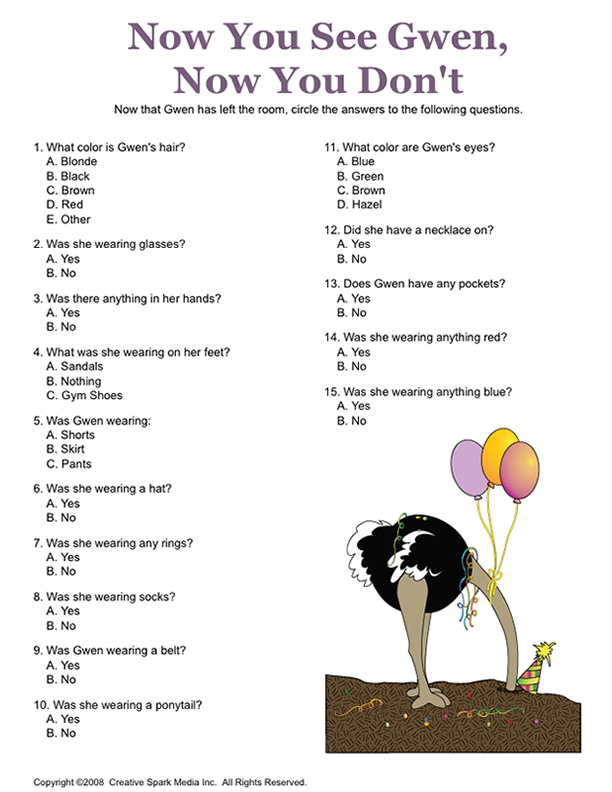 Now You See Gwen,
Now You Don't
Now that Gwen has left the room, circle the answers to the following questions.
1. What color is Gwen's hair?
A. Blonde
B. Black
C. Brown
D. Red
E. Other
2. Was she wearing glasses?
A. Yes
B. No
3. Was there anything in her hands?
A. Yes
B. No
4. What was she wearing on her feet?
A. Sandals
B. Nothing
C. Gym Shoes
5. Was Gwen wearing:
A. Shorts
B. Skirt
C. Pants
6. Was she wearing a hat?
A. Yes
B. No
7. Was she wearing any rings?
A. Yes
B. No
8. Was she wearing socks?
A. Yes
B. No
9. Was Gwen wearing a belt?
A. Yes
B. No
10. Was she wearing a ponytail?
A. Yes
B. No
11. What color are Gwen's eyes?
A. Blue
B. Green
C. Brown
D. Hazel
12. Did she have a necklace on?
A. Yes
B. No
13. Does Gwen have any pockets?
A. Yes
B. No
14. Was she wearing anything red?
A. Yes
B. No
15. Was she wearing anything blue?
A. Yes
B. No
Copyright ©2008 Creative Spark Media Inc. All Rights Reserved.